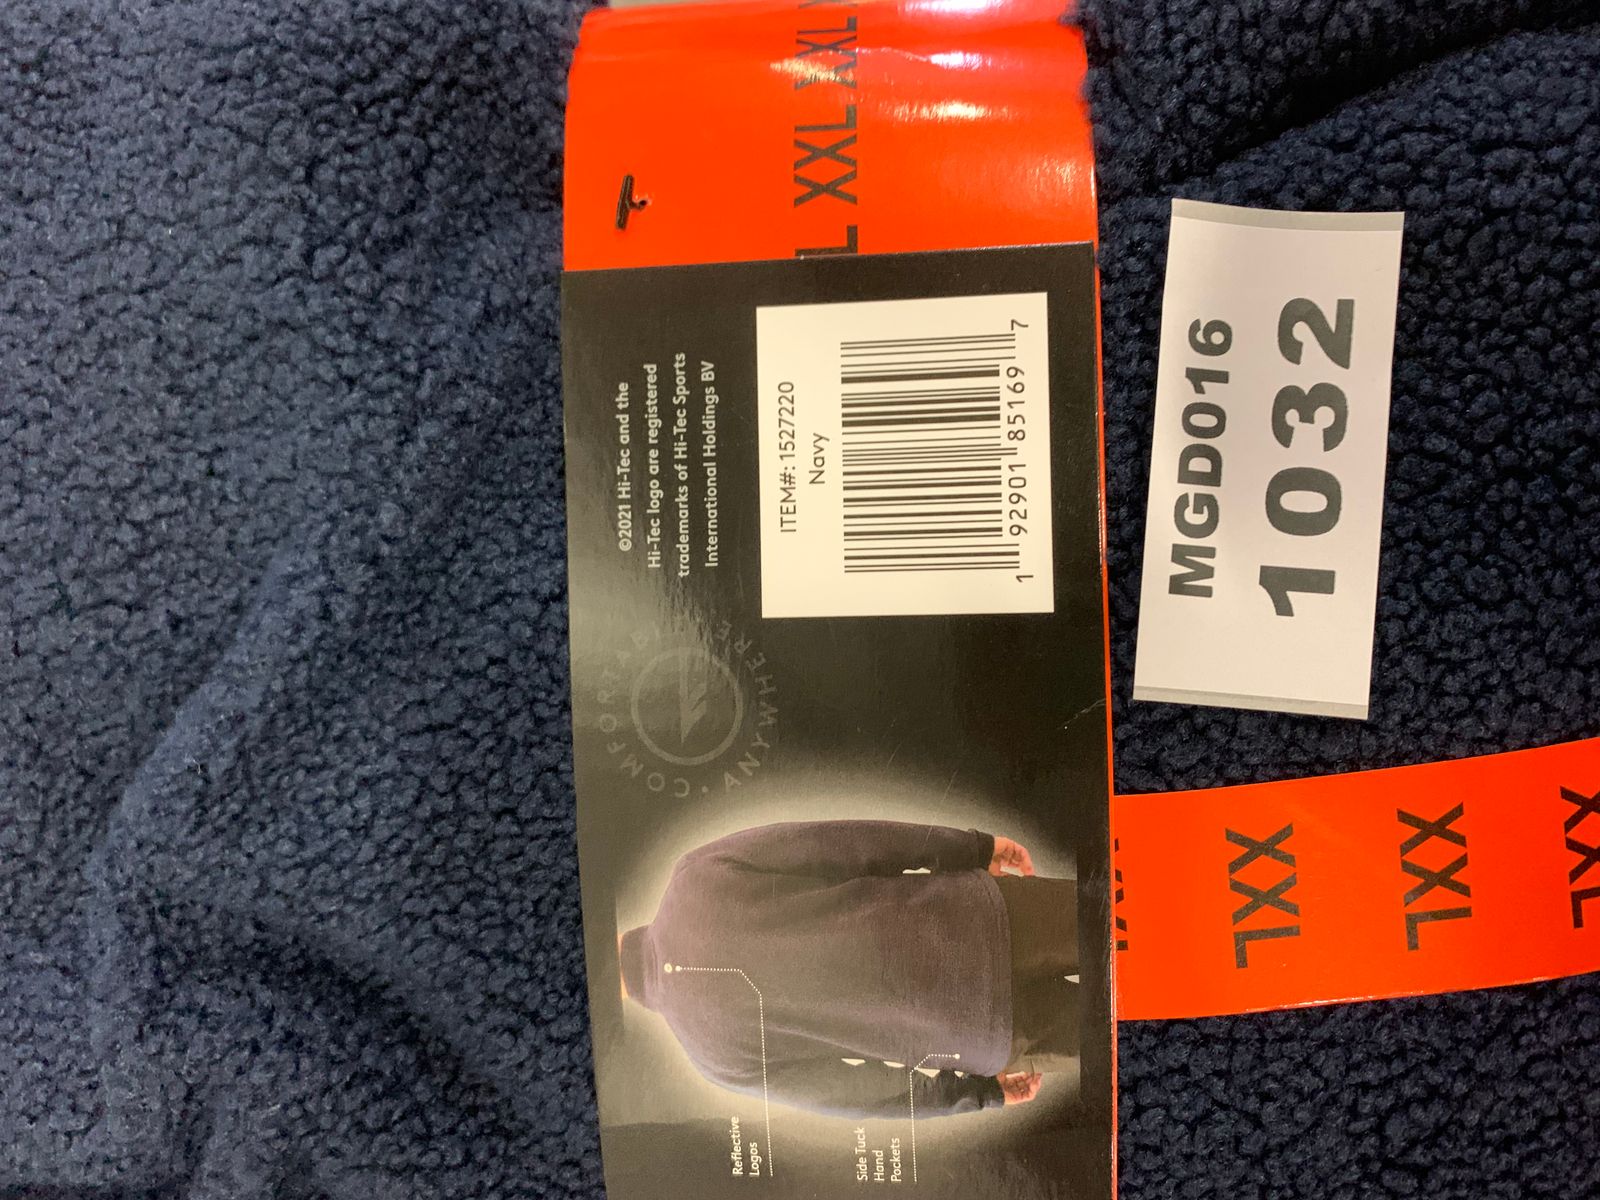 L XXL XXL X
©2021 Hi-Tec and the
Hi-Tec logo are registered
trademarks of Hi-Tec Sports
International Holdings BV
ITEM#: 1527220
Navy
1 92901 85169 7
ANYWHERE
Reflective
Logos
Side Tuck
Hand
Pockets
MGD016
1032
XXL
XXL
XXL